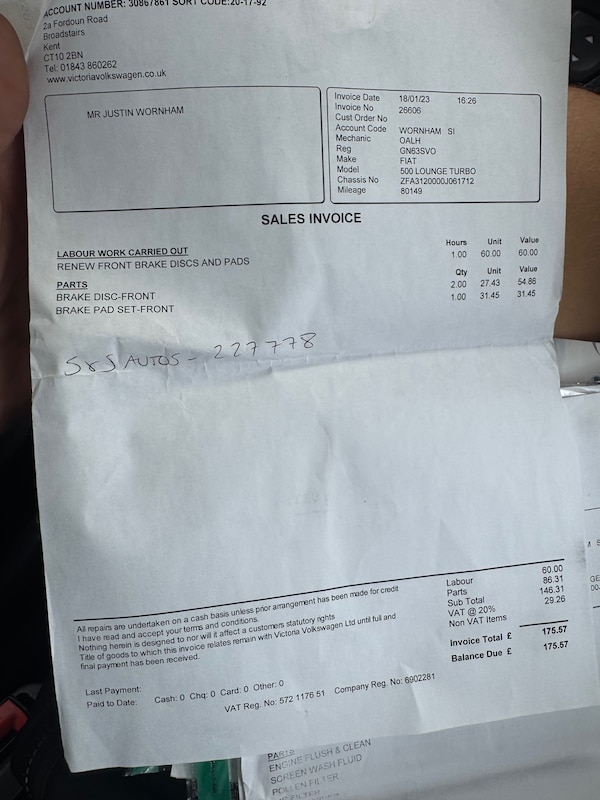 ACCOUNT NUMBER: 30867861 SORT CODE:20-17-92
2a Fordoun Road
Broadstairs
Kent
CT10 2BN
Tel: 01843 860262
www.victoriavolkswagen.co.uk
MR JUSTIN WORNHAM
Invoice Date 18/01/23 16:26
Invoice No 26606
Cust Order No
Account Code WORNHAM SI
Mechanic OALH
Reg GN63SVO
Make FIAT
Model 500 LOUNGE TURBO
Chassis No ZFA3120000J061712
Mileage 80149
SALES INVOICE
Hours Unit Value
LABOUR WORK CARRIED OUT
RENEW FRONT BRAKE DISCS AND PADS 1.00 60.00 60.00
PARTS Qty Unit Value
BRAKE DISC-FRONT 2.00 27.43 54.86
BRAKE PAD SET-FRONT 1.00 31.45 31.45
S&S AUTOS - 227778
All repairs are undertaken on a cash basis unless prior arrangement has been made for credit
I have read and accept your terms and conditions.
Nothing herein is designed to nor will it affect a customers statutory rights
Title of goods to which this invoice relates remain with Victoria Volkswagen Ltd until full and
final payment has been received.
Labour 60.00
Parts 86.31
Sub Total 146.31
VAT @ 20% 29.26
Non VAT Items
Invoice Total £ 175.57
Balance Due £ 175.57
Last Payment:
Paid to Date: Cash: 0 Chq: 0 Card: 0 Other: 0
VAT Reg. No: 572 1176 51 Company Reg. No: 6902281
PARTS
ENGINE FLUSH & CLEAN
SCREEN WASH FLUID
POLLEN FILTER